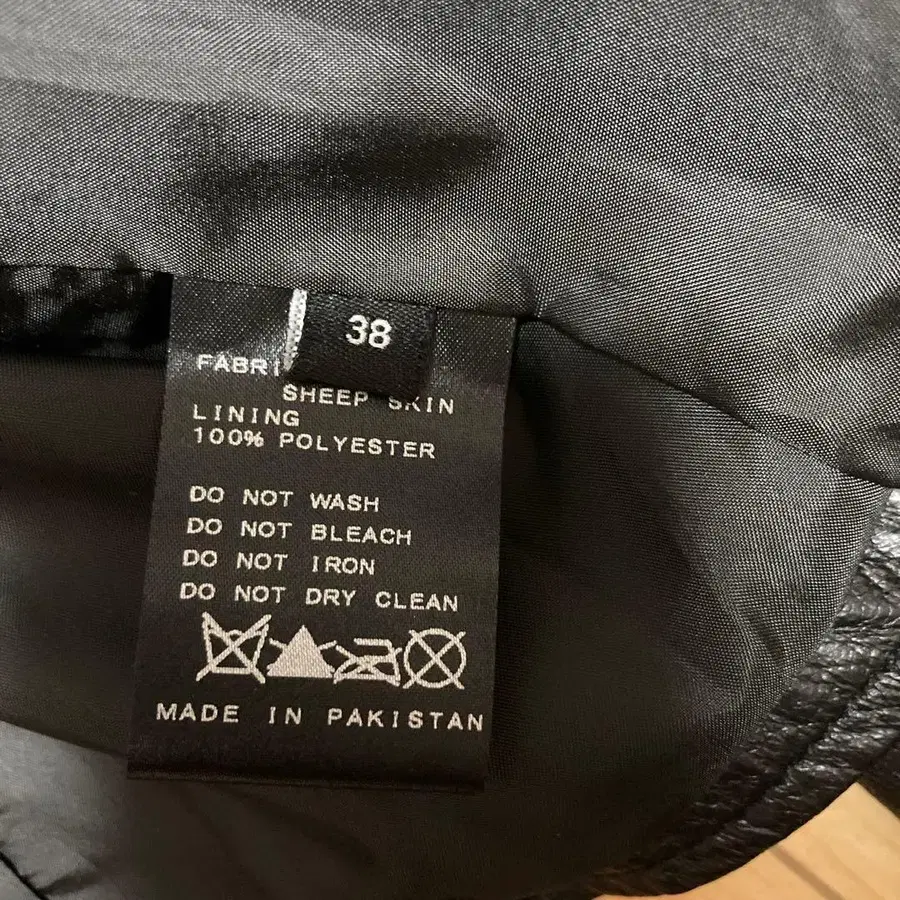 38
FABRI
SHEEP SKIN
LINING
100% POLYESTER
DO NOT WASH
DO NOT BLEACH
DO NOT IRON
DO NOT DRY CLEAN
MADE IN PAKISTAN